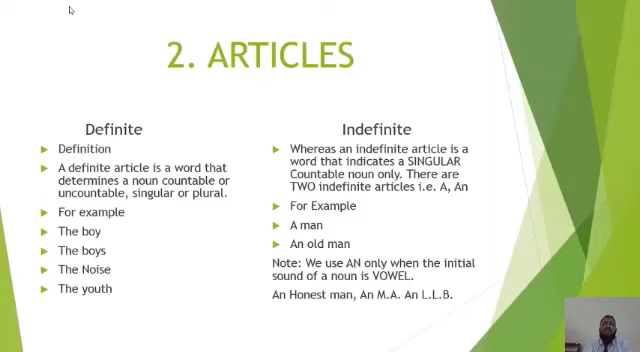 2. ARTICLES
Definite
Definition
A definite article is a word that
determines a noun countable or
uncountable, singular or plural.
For example
The boy
The boys
The Noise
The youth
Indefinite
Whereas an indefinite article is a
word that indicates a SINGULAR
Countable noun only. There are
TWO indefinite articles i.e. A, An
For Example
A man
An old man
Note: We use AN only when the initial
sound of a noun is VOWEL.
An Honest man, An M.A. An L.L.B.